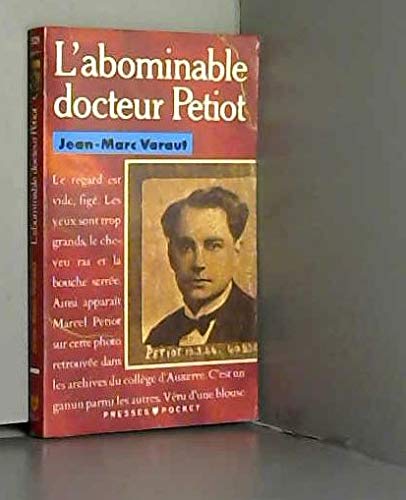 L'abominable
docteur Petiot
Jean-Marc Varaut
Le regard est
vide, figé. Les
yeux sont trop
grands, le che-
veu ras et la
bouche serrée.
Ainsi apparaît
Marcel Petiot
sur cette photo
retrouvée dans
les archives du collège d'Auxerre. C'est un
gamin parmi les autres. Vêtu d'une blouse
PETIOT
PRESSES POCKET
L'abominable docteur Petiot